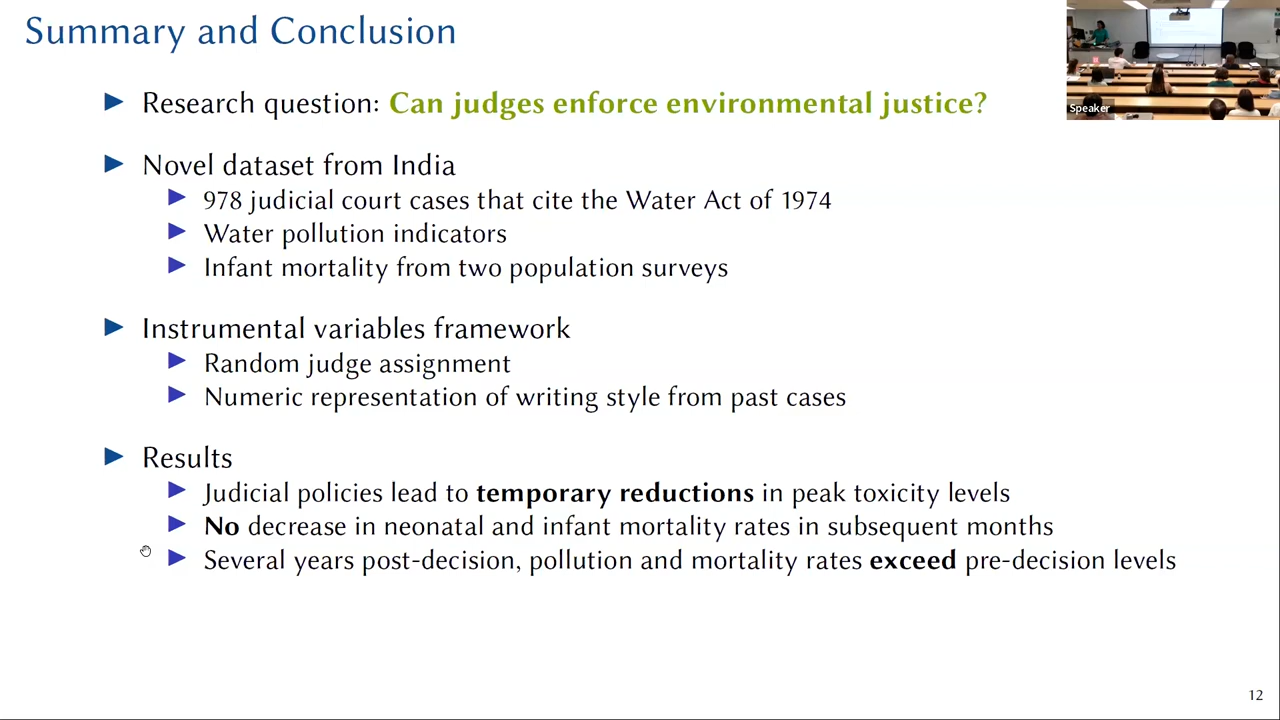 Summary and Conclusion
Speaker
Research question: Can judges enforce environmental justice?
Novel dataset from India
978 judicial court cases that cite the Water Act of 1974
Water pollution indicators
Infant mortality from two population surveys
Instrumental variables framework
Random judge assignment
Numeric representation of writing style from past cases
Results
Judicial policies lead to temporary reductions in peak toxicity levels
No decrease in neonatal and infant mortality rates in subsequent months
Several years post-decision, pollution and mortality rates exceed pre-decision levels
12